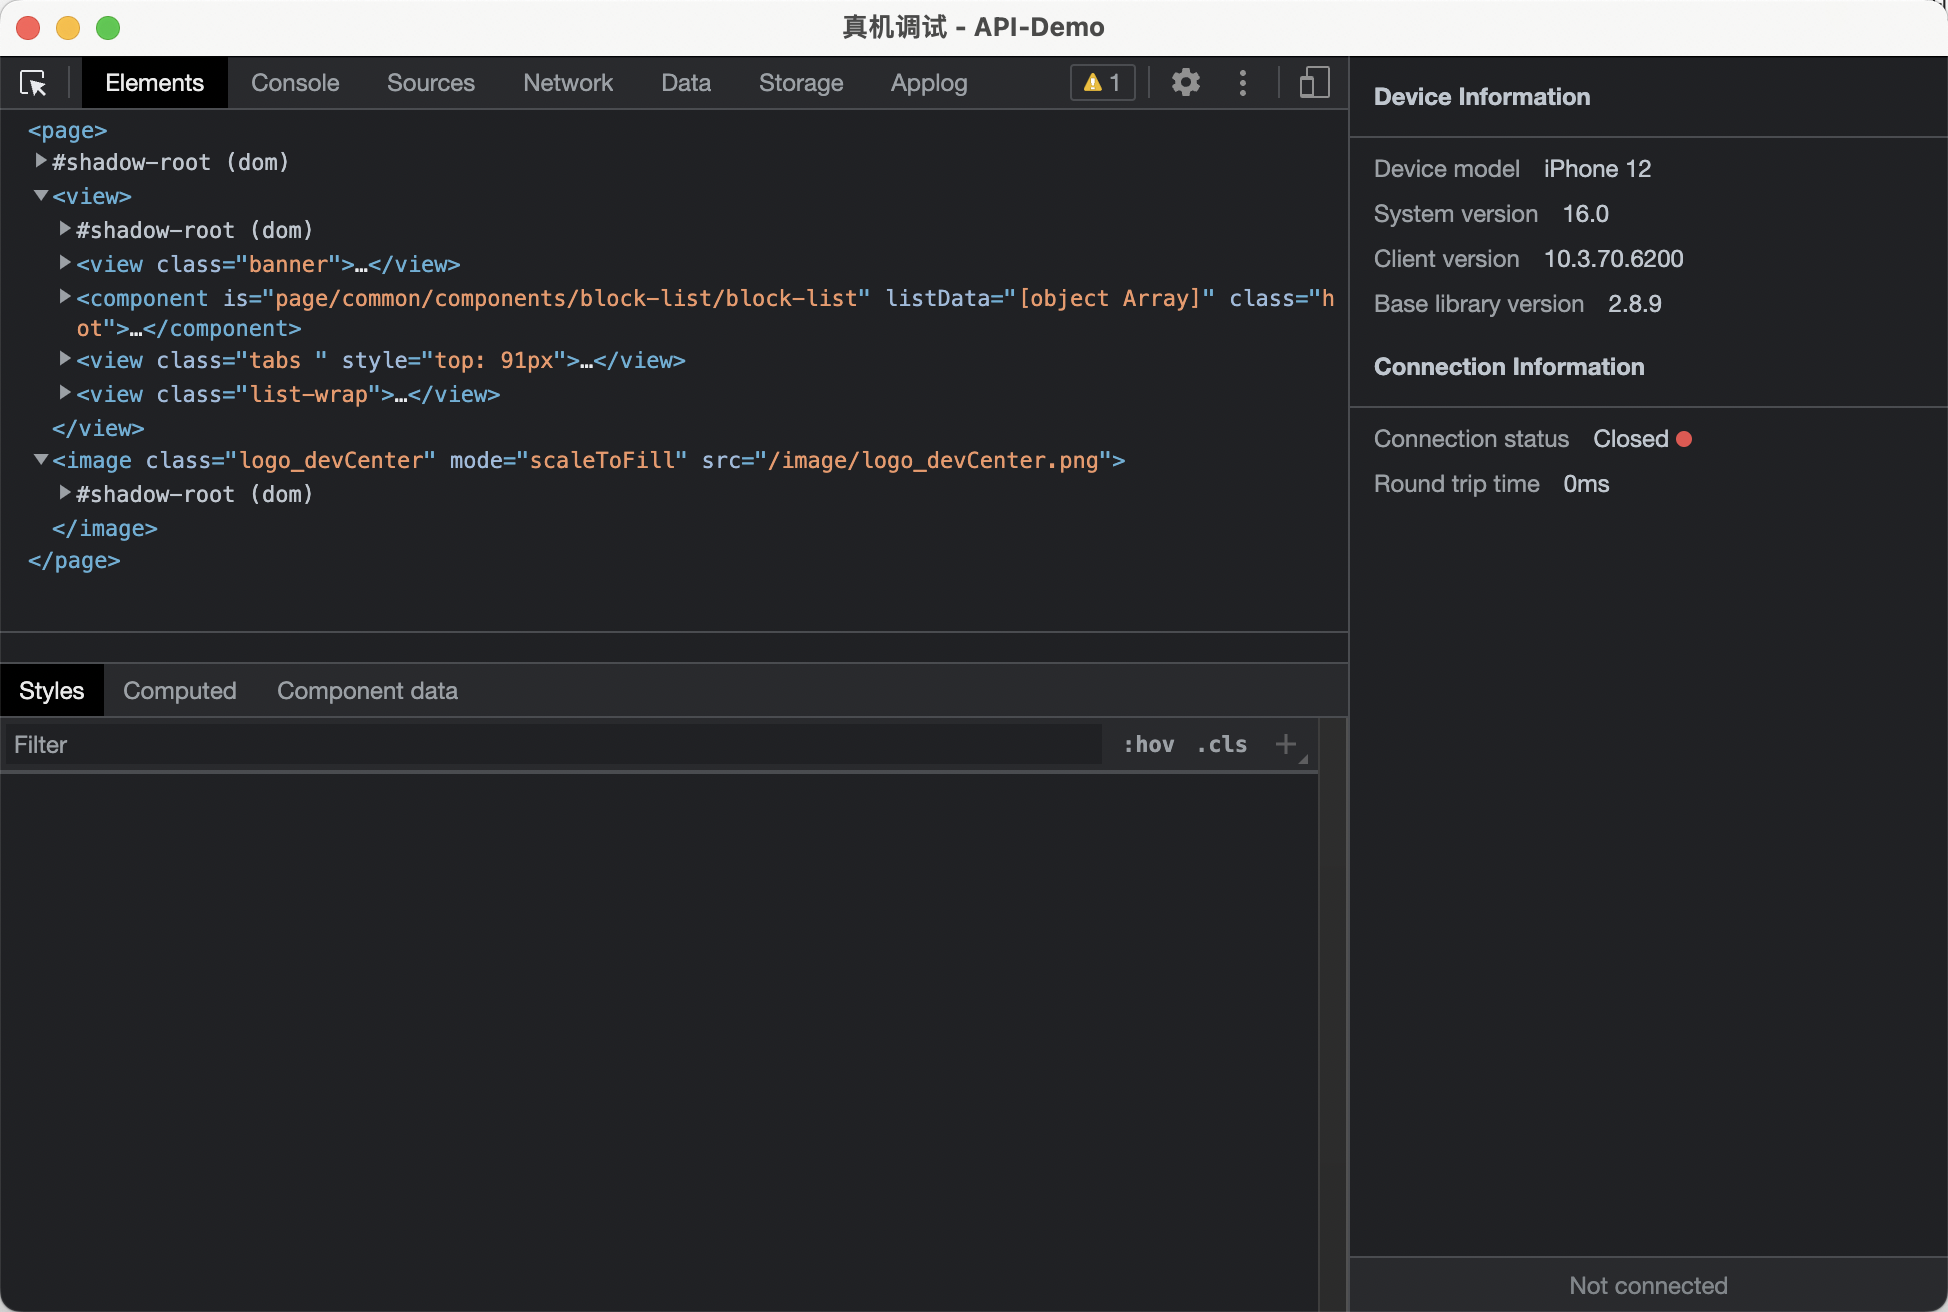 真机调试 - API-Demo
Elements Console Sources Network Data Storage Applog 1
<page>
#shadow-root (dom)
<view>
#shadow-root (dom)
<view class="banner">…</view>
<component is="page/common/components/block-list/block-list" listData="[object Array]" class="h
ot">…</component>
<view class="tabs " style="top: 91px">…</view>
<view class="list-wrap">…</view>
</view>
<image class="logo_devCenter" mode="scaleToFill" src="/image/logo_devCenter.png">
#shadow-root (dom)
</image>
</page>
Styles Computed Component data
Filter :hov .cls
Device Information
Device model iPhone 12
System version 16.0
Client version 10.3.70.6200
Base library version 2.8.9
Connection Information
Connection status Closed
Round trip time 0ms
Not connected